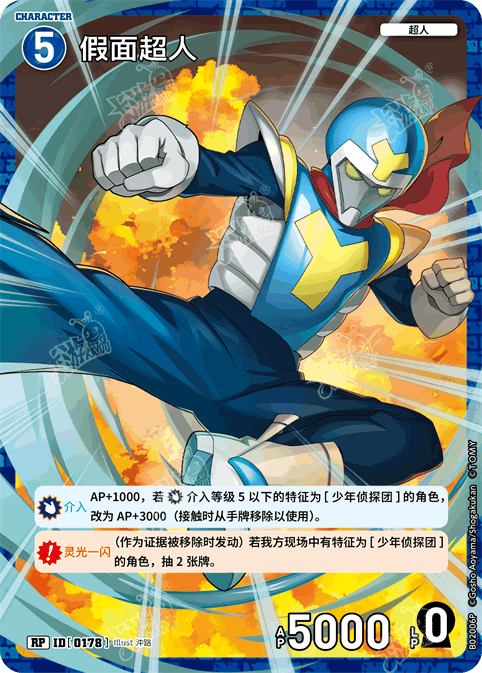 CHARACTER
5
假面超人
超人
介入 AP+1000，若 介入等级 5 以下的特征为 [ 少年侦探团 ] 的角色，
改为 AP+3000（接触时从手牌移除以使用）。
灵光一闪 （作为证据被移除时发动）若我方现场中有特征为 [ 少年侦探团 ]
的角色，抽 2 张牌。
RP ID [ 0178 ] Illust 沖路
AP 5000 LP 0
B02006P ©Gosho Aoyama/Shogakukan ©TOMY